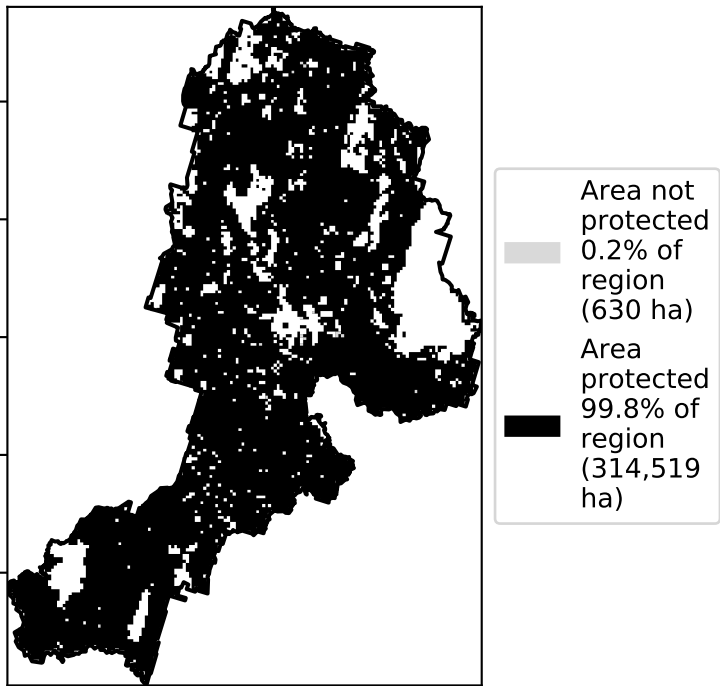 Area not
protected
0.2% of
region
(630 ha)
Area
protected
99.8% of
region
(314,519
ha)